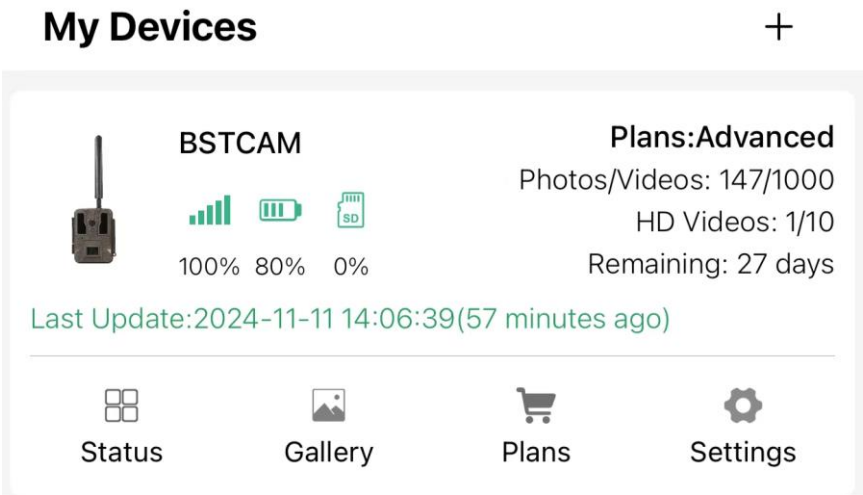 My Devices +
BSTCAM
Plans:Advanced
Photos/Videos: 147/1000
HD Videos: 1/10
Remaining: 27 days
SD
100% 80% 0%
Last Update:2024-11-11 14:06:39(57 minutes ago)
Status Gallery Plans Settings